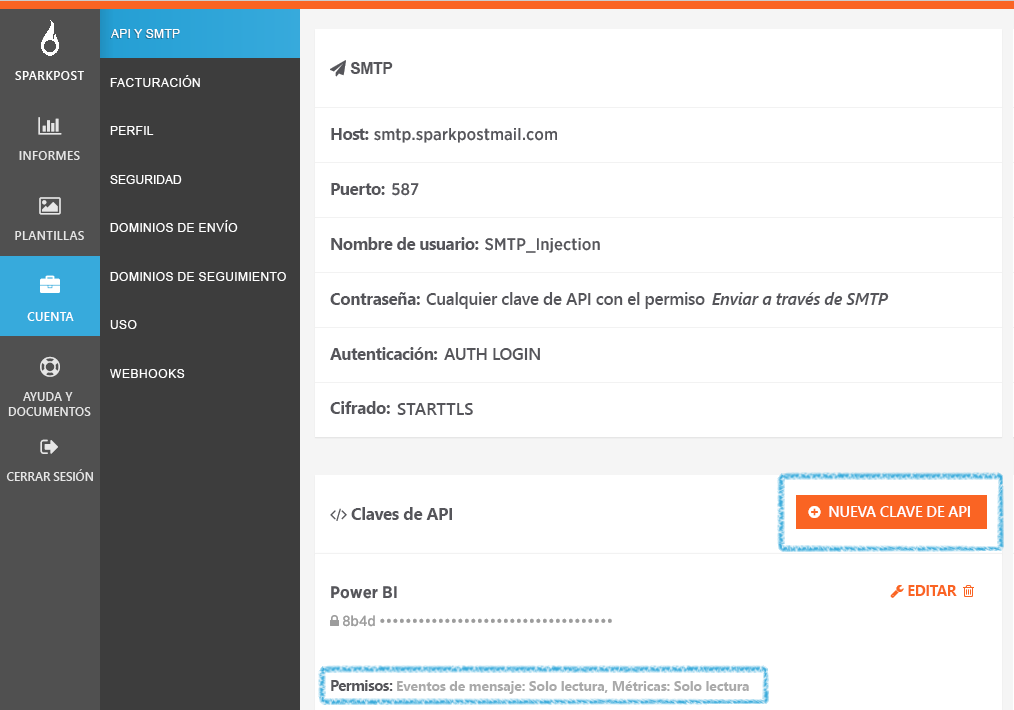 SPARKPOST
INFORMES
PLANTILLAS
CUENTA
AYUDA Y
DOCUMENTOS
CERRAR SESIÓN
API Y SMTP
FACTURACIÓN
PERFIL
SEGURIDAD
DOMINIOS DE ENVÍO
DOMINIOS DE SEGUIMIENTO
USO
WEBHOOKS
SMTP
Host: smtp.sparkpostmail.com
Puerto: 587
Nombre de usuario: SMTP_Injection
Contraseña: Cualquier clave de API con el permiso Enviar a través de SMTP
Autenticación: AUTH LOGIN
Cifrado: STARTTLS
</> Claves de API
NUEVA CLAVE DE API
Power BI
EDITAR
8b4d ••••••••••••••••••••••••••••••••••••
Permisos: Eventos de mensaje: Solo lectura, Métricas: Solo lectura